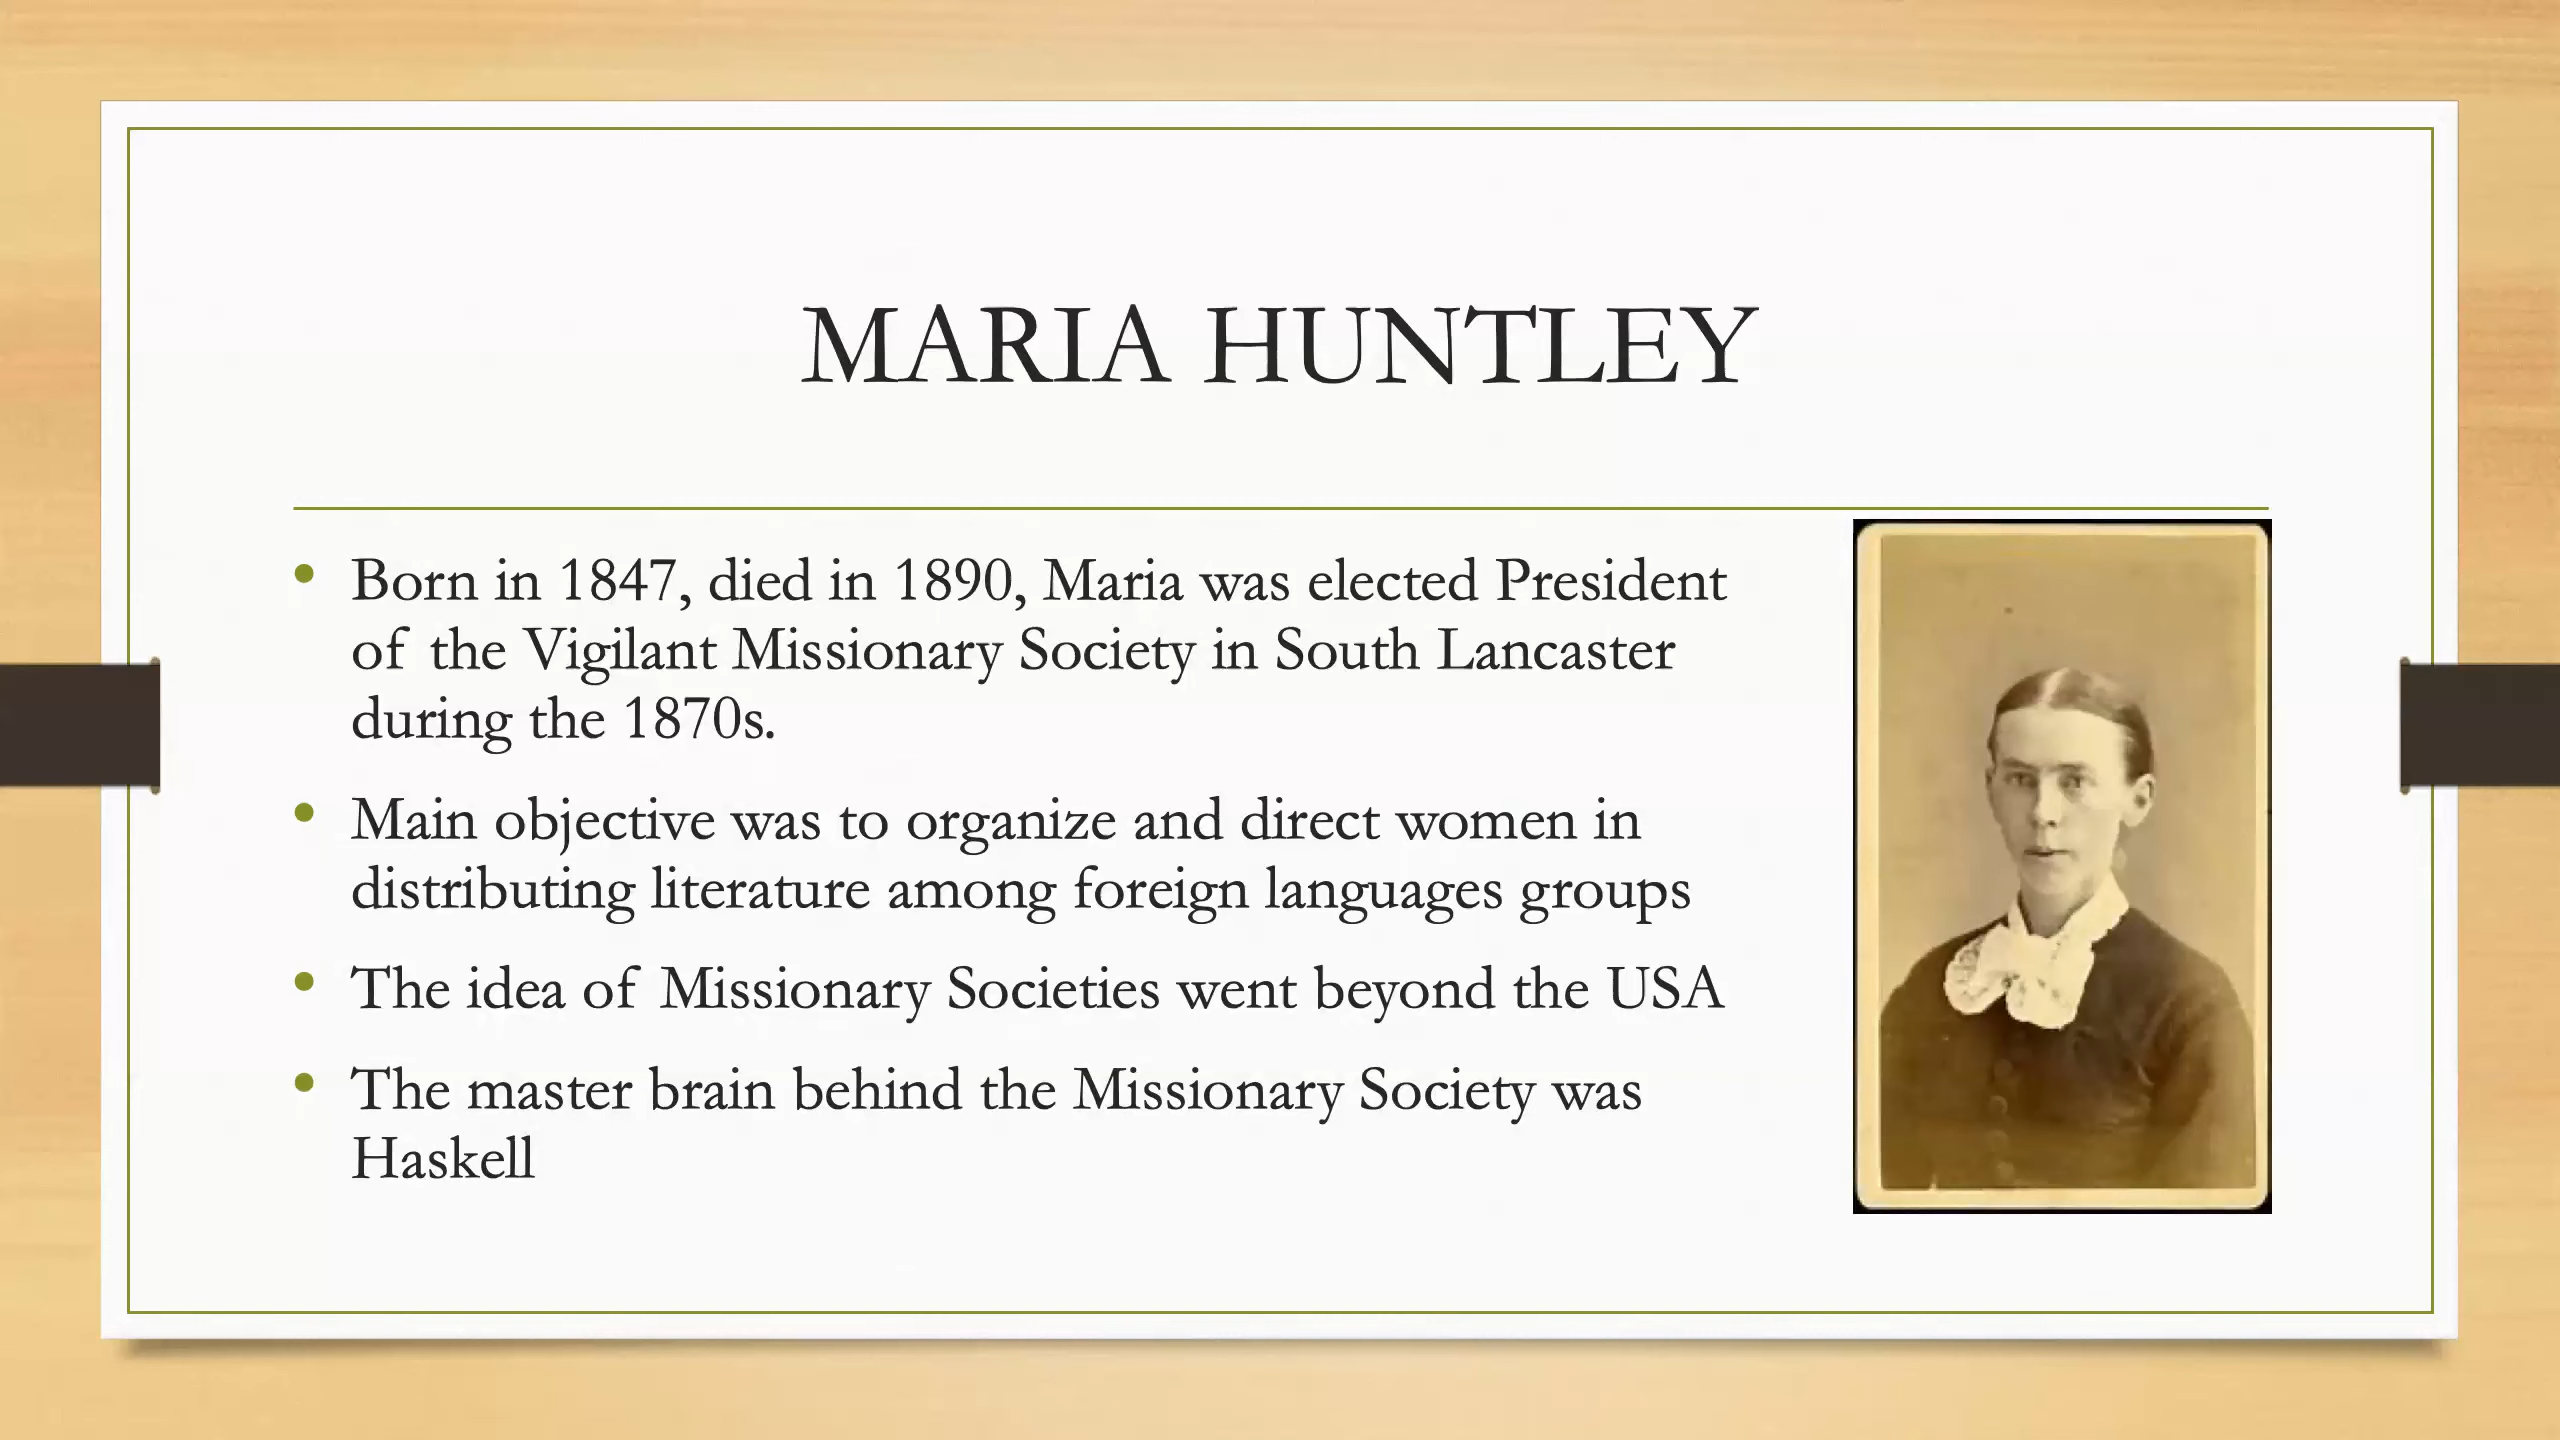 MARIA HUNTLEY
• Born in 1847, died in 1890, Maria was elected President
of the Vigilant Missionary Society in South Lancaster
during the 1870s.
• Main objective was to organize and direct women in
distributing literature among foreign languages groups
• The idea of Missionary Societies went beyond the USA
• The master brain behind the Missionary Society was
Haskell